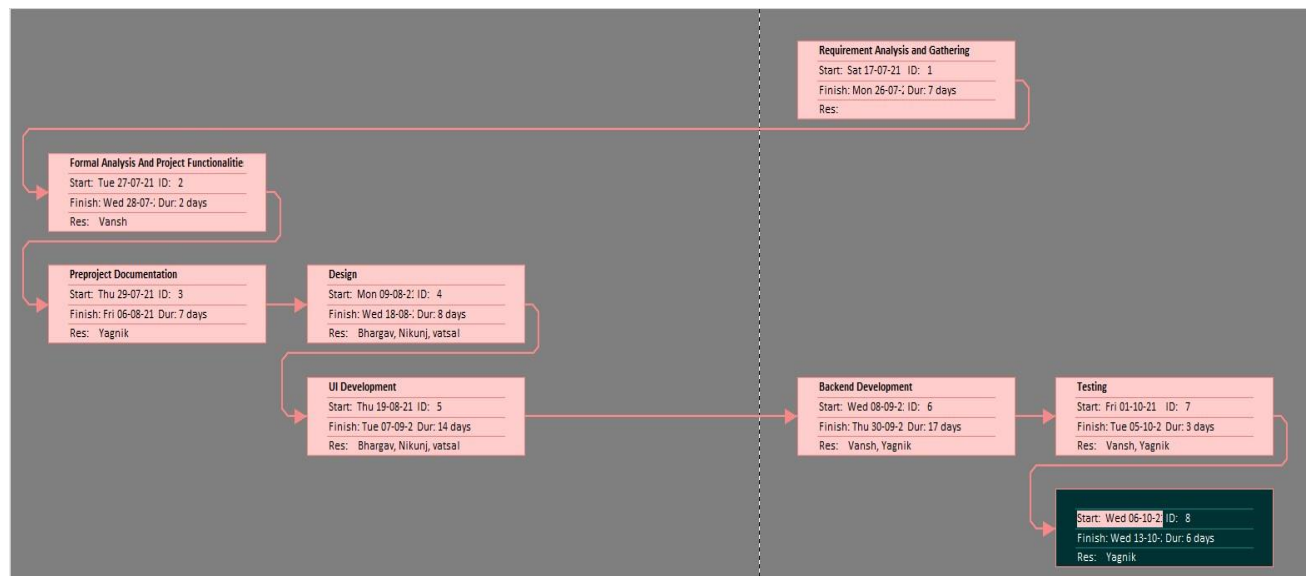 Requirement Analysis and Gathering
Start: Sat 17-07-21 ID: 1
Finish: Mon 26-07-2 Dur: 7 days
Res:
Formal Analysis And Project Functionalitie
Start: Tue 27-07-21 ID: 2
Finish: Wed 28-07-2 Dur: 2 days
Res: Vansh
Preproject Documentation
Start: Thu 29-07-21 ID: 3
Finish: Fri 06-08-21 Dur: 7 days
Res: Yagnik
Design
Start: Mon 09-08-21 ID: 4
Finish: Wed 18-08-2 Dur: 8 days
Res: Bhargav, Nikunj, vatsal
UI Development
Start: Thu 19-08-21 ID: 5
Finish: Tue 07-09-2 Dur: 14 days
Res: Bhargav, Nikunj, vatsal
Backend Development
Start: Wed 08-09-21 ID: 6
Finish: Thu 30-09-2 Dur: 17 days
Res: Vansh, Yagnik
Testing
Start: Fri 01-10-21 ID: 7
Finish: Tue 05-10-2 Dur: 3 days
Res: Vansh, Yagnik
Start: Wed 06-10-21 ID: 8
Finish: Wed 13-10-2 Dur: 6 days
Res: Yagnik